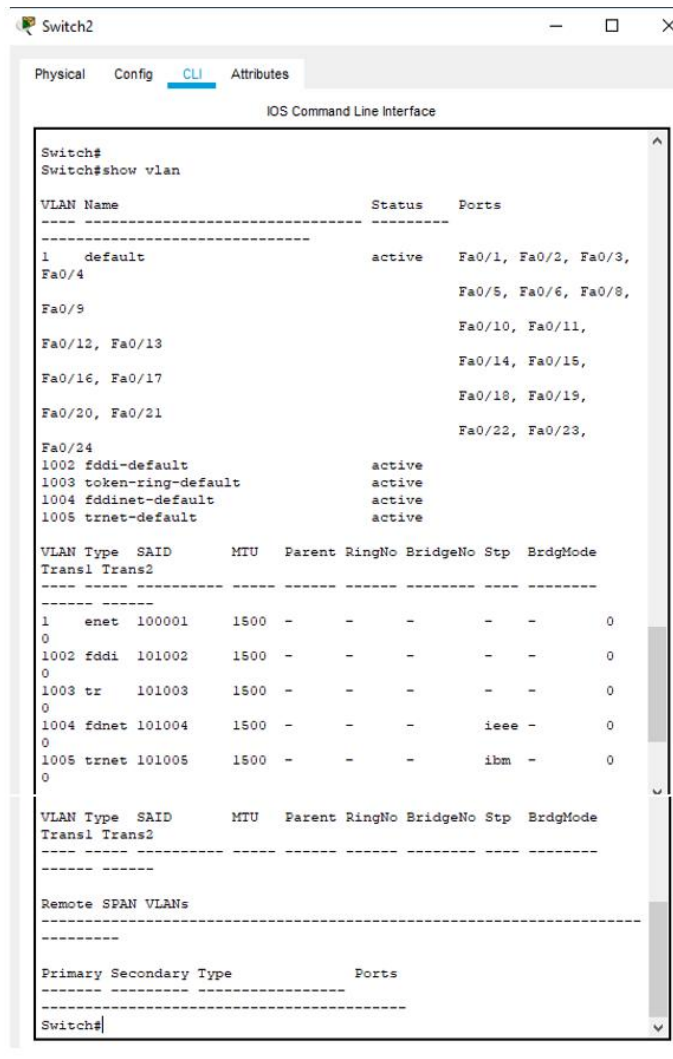 Switch2
Physical Config CLI Attributes
IOS Command Line Interface
Switch#
Switch#show vlan
VLAN Name                             Status    Ports
---- -------------------------------- ---------
-------------------------------
1    default                          active    Fa0/1, Fa0/2, Fa0/3,
Fa0/4
                                                Fa0/5, Fa0/6, Fa0/8,
Fa0/9
                                                Fa0/10, Fa0/11,
Fa0/12, Fa0/13
                                                Fa0/14, Fa0/15,
Fa0/16, Fa0/17
                                                Fa0/18, Fa0/19,
Fa0/20, Fa0/21
                                                Fa0/22, Fa0/23,
Fa0/24
1002 fddi-default                     active
1003 token-ring-default               active
1004 fddinet-default                  active
1005 trnet-default                    active
VLAN Type  SAID       MTU   Parent RingNo BridgeNo Stp  BrdgMode
Trans1 Trans2
---- ----- ---------- ----- ------ ------ -------- ---- --------
------ ------
1    enet  100001     1500  -      -      -        -    -        0
0
1002 fddi  101002     1500  -      -      -        -    -        0
0
1003 tr    101003     1500  -      -      -        -    -        0
0
1004 fdnet 101004     1500  -      -      -        ieee -        0
0
1005 trnet 101005     1500  -      -      -        ibm  -        0
0
VLAN Type  SAID       MTU   Parent RingNo BridgeNo Stp  BrdgMode
Trans1 Trans2
---- ----- ---------- ----- ------ ------ -------- ---- --------
------ ------
Remote SPAN VLANs
----------------------------------------------------------------------
---------
Primary Secondary Type              Ports
------- --------- -----------------
------------------------------------------
Switch#